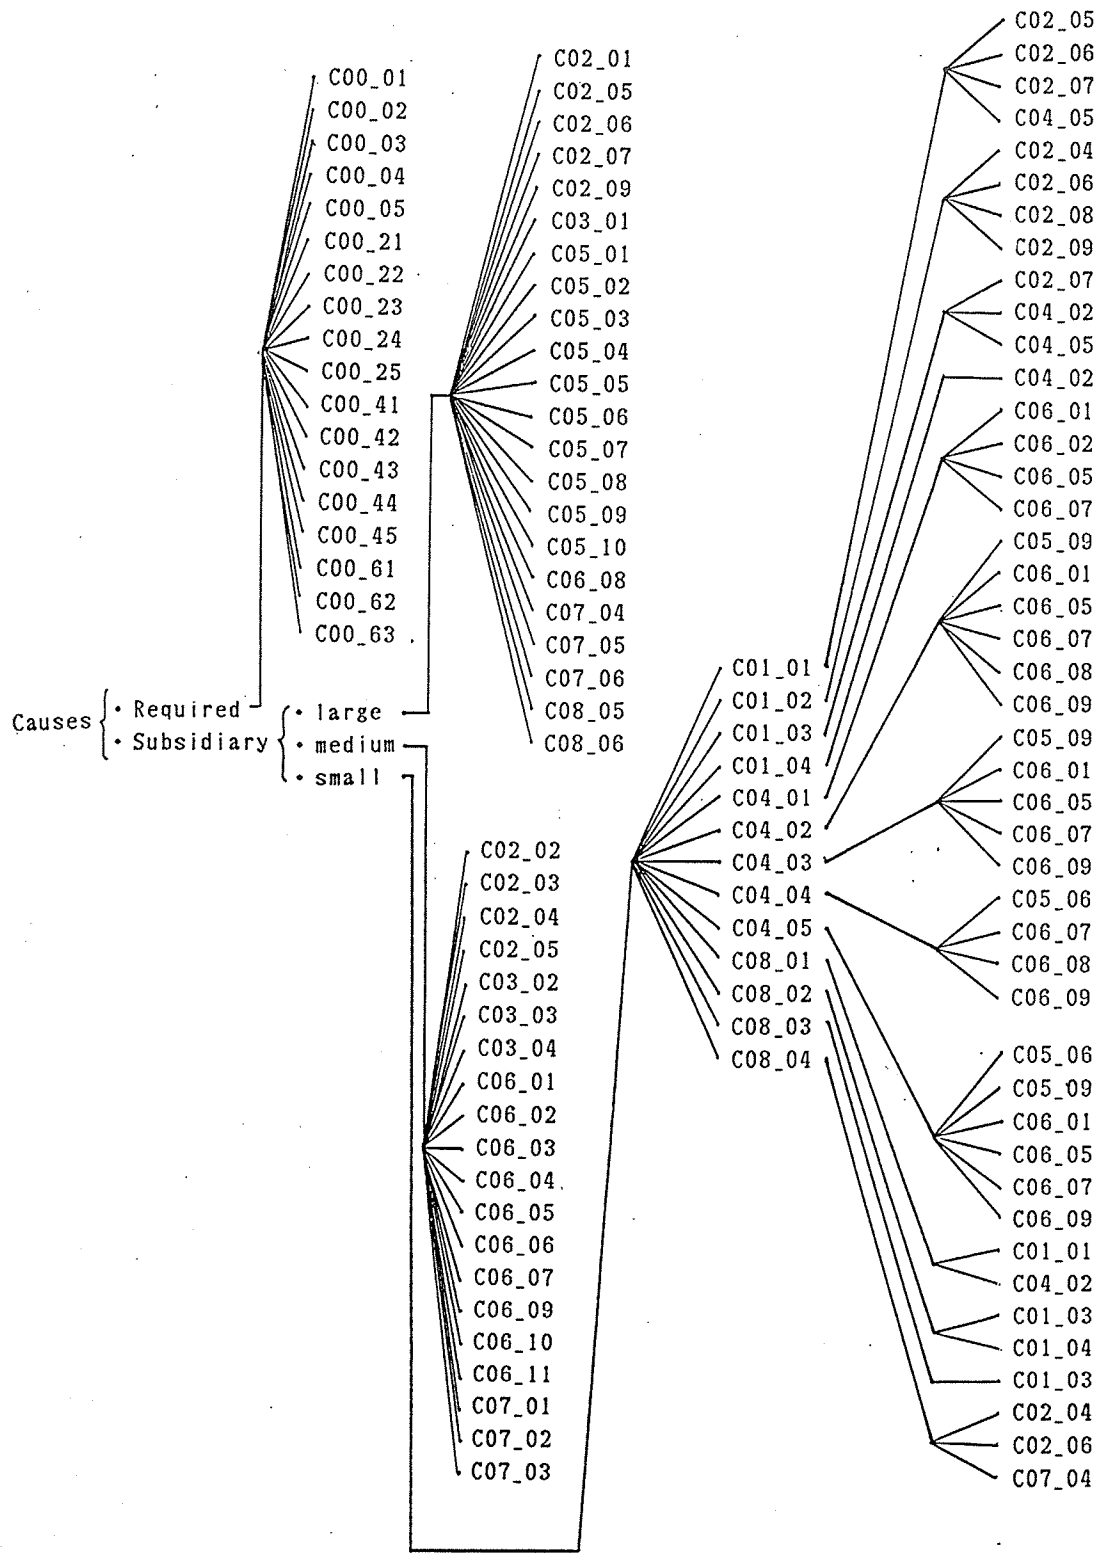 Causes
• Required
• Subsidiary
C00_01
C00_02
C00_03
C00_04
C00_05
C00_21
C00_22
C00_23
C00_24
C00_25
C00_41
C00_42
C00_43
C00_44
C00_45
C00_61
C00_62
C00_63
• large
• medium
• small
C02_01
C02_05
C02_06
C02_07
C02_09
C03_01
C05_01
C05_02
C05_03
C05_04
C05_05
C05_06
C05_07
C05_08
C05_09
C05_10
C06_08
C07_04
C07_05
C07_06
C08_05
C08_06
C02_02
C02_03
C02_04
C02_05
C03_02
C03_03
C03_04
C06_01
C06_02
C06_03
C06_04
C06_05
C06_06
C06_07
C06_09
C06_10
C06_11
C07_01
C07_02
C07_03
C01_01
C01_02
C01_03
C01_04
C04_01
C04_02
C04_03
C04_04
C04_05
C08_01
C08_02
C08_03
C08_04
C02_05
C02_06
C02_07
C04_05
C02_04
C02_06
C02_08
C02_09
C02_07
C04_02
C04_05
C04_02
C06_01
C06_02
C06_05
C06_07
C05_09
C06_01
C06_05
C06_07
C06_08
C06_09
C05_09
C06_01
C06_05
C06_07
C06_09
C05_06
C06_07
C06_08
C06_09
C05_06
C05_09
C06_01
C06_05
C06_07
C06_09
C01_01
C04_02
C01_03
C01_04
C01_03
C02_04
C02_06
C07_04